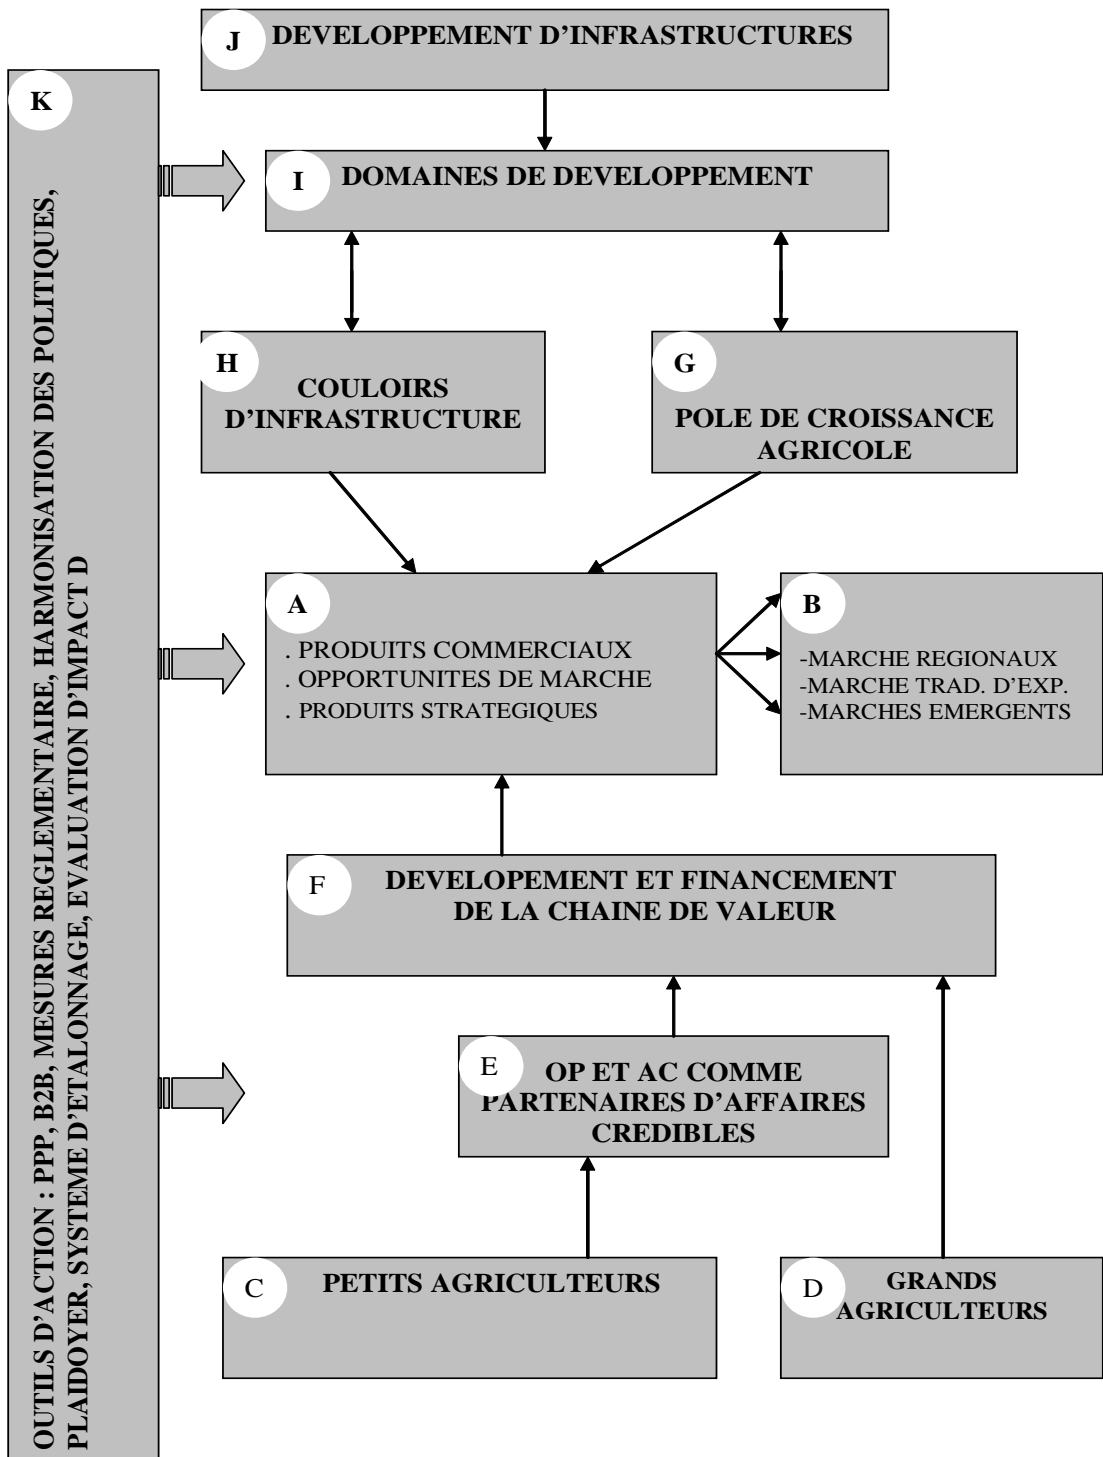 J DEVELOPPEMENT D'INFRASTRUCTURES
K
OUTILS D'ACTION : PPP, B2B, MESURES REGLEMENTAIRE, HARMONISATION DES POLITIQUES,
PLAIDOYER, SYSTEME D'ETALONNAGE, EVALUATION D'IMPACT D
I DOMAINES DE DEVELOPPEMENT
H
COULOIRS
D'INFRASTRUCTURE
G
POLE DE CROISSANCE
AGRICOLE
A
. PRODUITS COMMERCIAUX
. OPPORTUNITES DE MARCHE
. PRODUITS STRATEGIQUES
B
-MARCHE REGIONAUX
-MARCHE TRAD. D'EXP.
-MARCHES EMERGENTS
F
DEVELOPEMENT ET FINANCEMENT
DE LA CHAINE DE VALEUR
E
OP ET AC COMME
PARTENAIRES D'AFFAIRES
CREDIBLES
C PETITS AGRICULTEURS
D
GRANDS
AGRICULTEURS